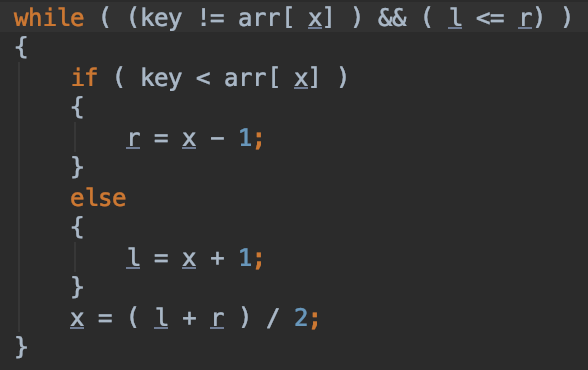 while ( (key != arr[ x] ) && ( l <= r) )
{
    if ( key < arr[ x] )
    {
        r = x - 1;
    }
    else
    {
        l = x + 1;
    }
    x = ( l + r ) / 2;
}